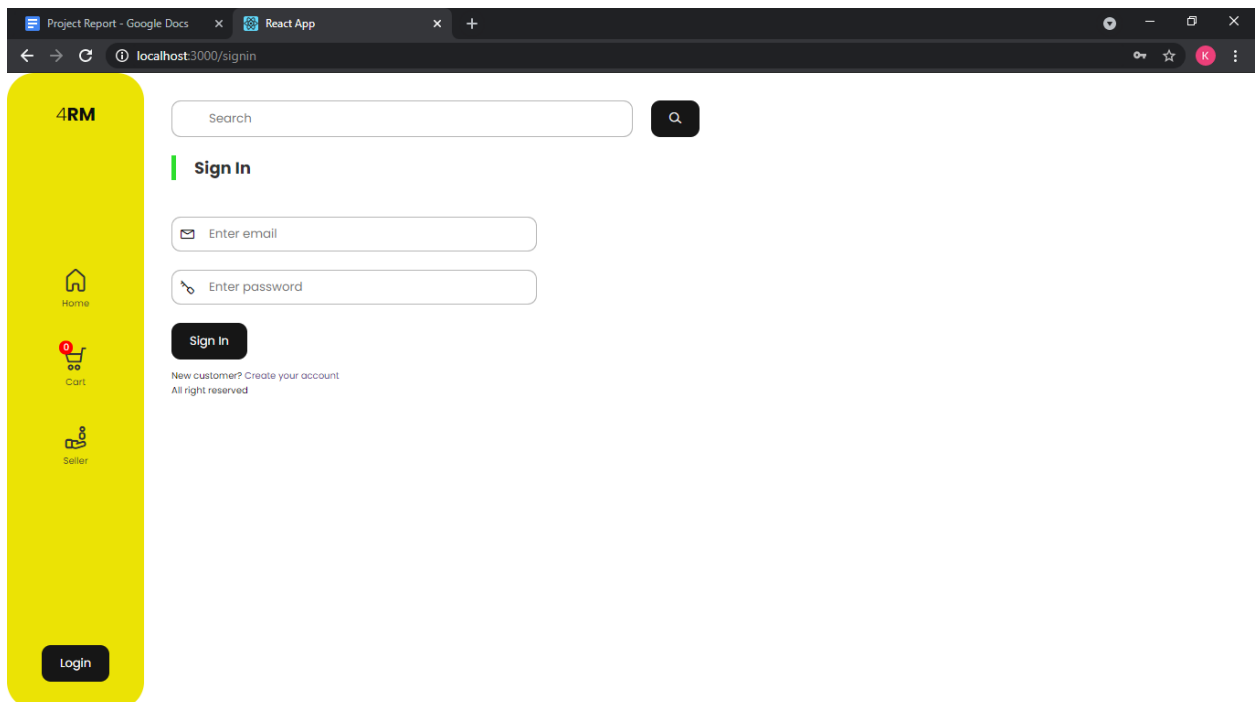 Project Report - Google Docs
React App
localhost:3000/signin
K
4RM
Search
Sign In
Enter email
Enter password
Sign In
New customer? Create your account
All right reserved
Home
0
Cart
Seller
Login